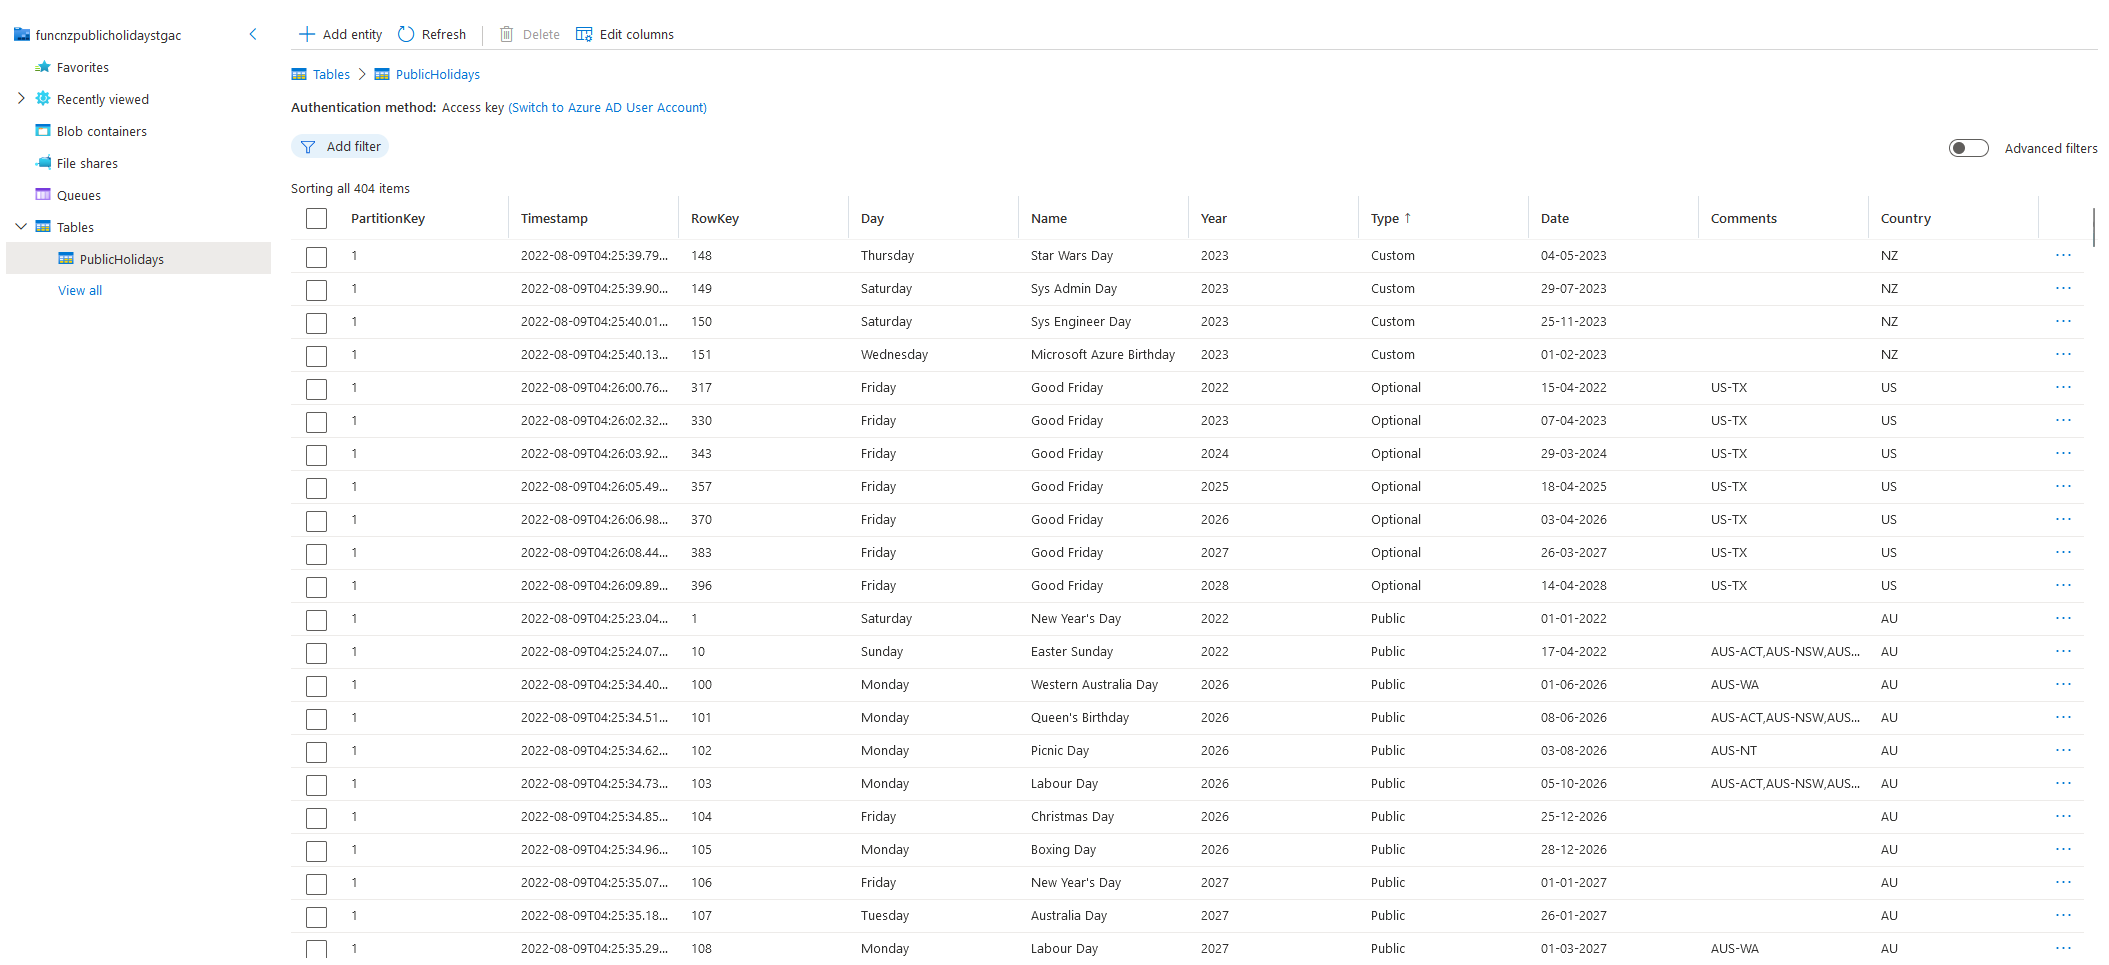 funcnzpublicholidaystgac
Favorites
Recently viewed
Blob containers
File shares
Queues
Tables
PublicHolidays
View all
Add entity Refresh Delete Edit columns
Tables PublicHolidays
Authentication method: Access key (Switch to Azure AD User Account)
Add filter
Advanced filters
Sorting all 404 items
PartitionKey Timestamp RowKey Day Name Year Type ↑ Date Comments Country
1 2022-08-09T04:25:39.79... 148 Thursday Star Wars Day 2023 Custom 04-05-2023 NZ ...
1 2022-08-09T04:25:39.90... 149 Saturday Sys Admin Day 2023 Custom 29-07-2023 NZ ...
1 2022-08-09T04:25:40.01... 150 Saturday Sys Engineer Day 2023 Custom 25-11-2023 NZ ...
1 2022-08-09T04:25:40.13... 151 Wednesday Microsoft Azure Birthday 2023 Custom 01-02-2023 NZ ...
1 2022-08-09T04:26:00.76... 317 Friday Good Friday 2022 Optional 15-04-2022 US-TX US ...
1 2022-08-09T04:26:02.32... 330 Friday Good Friday 2023 Optional 07-04-2023 US-TX US ...
1 2022-08-09T04:26:03.92... 343 Friday Good Friday 2024 Optional 29-03-2024 US-TX US ...
1 2022-08-09T04:26:05.49... 357 Friday Good Friday 2025 Optional 18-04-2025 US-TX US ...
1 2022-08-09T04:26:06.98... 370 Friday Good Friday 2026 Optional 03-04-2026 US-TX US ...
1 2022-08-09T04:26:08.44... 383 Friday Good Friday 2027 Optional 26-03-2027 US-TX US ...
1 2022-08-09T04:26:09.89... 396 Friday Good Friday 2028 Optional 14-04-2028 US-TX US ...
1 2022-08-09T04:25:23.04... 1 Saturday New Year's Day 2022 Public 01-01-2022 AU ...
1 2022-08-09T04:25:24.07... 10 Sunday Easter Sunday 2022 Public 17-04-2022 AUS-ACT,AUS-NSW,AUS... AU ...
1 2022-08-09T04:25:34.40... 100 Monday Western Australia Day 2026 Public 01-06-2026 AUS-WA AU ...
1 2022-08-09T04:25:34.51... 101 Monday Queen's Birthday 2026 Public 08-06-2026 AUS-ACT,AUS-NSW,AUS... AU ...
1 2022-08-09T04:25:34.62... 102 Monday Picnic Day 2026 Public 03-08-2026 AUS-NT AU ...
1 2022-08-09T04:25:34.73... 103 Monday Labour Day 2026 Public 05-10-2026 AUS-ACT,AUS-NSW,AUS... AU ...
1 2022-08-09T04:25:34.85... 104 Friday Christmas Day 2026 Public 25-12-2026 AU ...
1 2022-08-09T04:25:34.96... 105 Monday Boxing Day 2026 Public 28-12-2026 AU ...
1 2022-08-09T04:25:35.07... 106 Friday New Year's Day 2027 Public 01-01-2027 AU ...
1 2022-08-09T04:25:35.18... 107 Tuesday Australia Day 2027 Public 26-01-2027 AU ...
1 2022-08-09T04:25:35.29... 108 Monday Labour Day 2027 Public 01-03-2027 AUS-WA AU ...